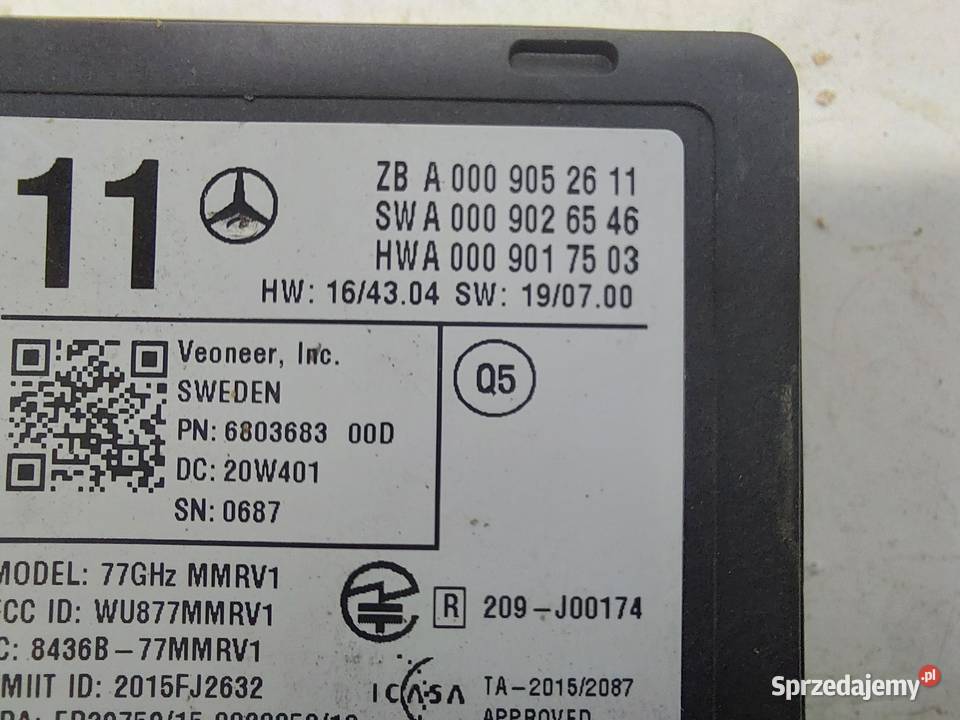 11
ZB A 000 905 26 11
SW A 000 902 65 46
HW A 000 901 75 03
HW: 16/43.04 SW: 19/07.00
Veoneer, Inc.
SWEDEN
PN: 6803683 00D
DC: 20W401
SN: 0687
Q5
MODEL: 77GHz MMRV1
FCC ID: WU877MMRV1
C: 8436B-77MMRV1
MIIT ID: 2015FJ2632
R 209-J00174
ICASA TA-2015/2087
APPROVED
Sprzedajemy.pl